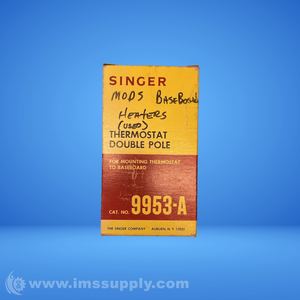 SINGER
MODS BASEBOARD
HEATERS
(USED)
THERMOSTAT
DOUBLE POLE
FOR MOUNTING THERMOSTAT
TO BASEBOARD
CAT. NO. 9953-A
THE SINGER COMPANY AUBURN, N.Y. 13021
www.imssupply.com